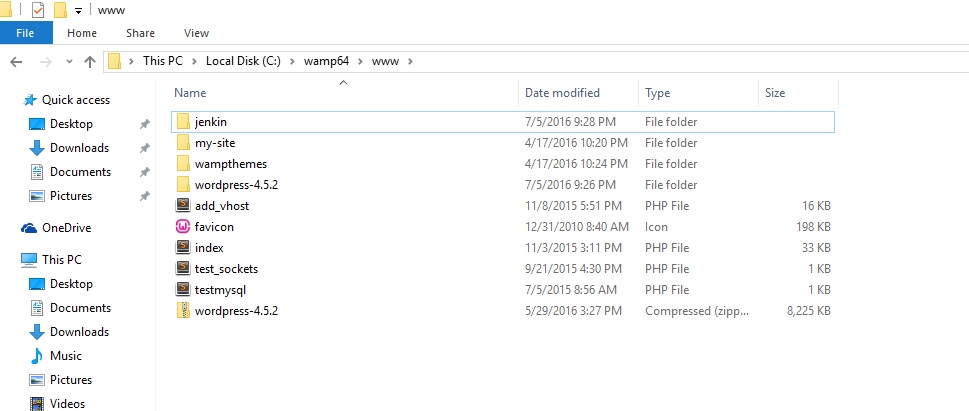 www
File Home Share View
This PC Local Disk (C:) wamp64 www
Name Date modified Type Size
Quick access
Desktop
Downloads
Documents
Pictures
OneDrive
This PC
Desktop
Documents
Downloads
Music
Pictures
Videos
jenkin 7/5/2016 9:28 PM File folder
my-site 4/17/2016 10:20 PM File folder
wampthemes 4/17/2016 10:24 PM File folder
wordpress-4.5.2 7/5/2016 9:26 PM File folder
add_vhost 11/8/2015 5:51 PM PHP File 16 KB
favicon 12/31/2010 8:40 AM Icon 198 KB
index 11/3/2015 3:11 PM PHP File 33 KB
test_sockets 9/21/2015 4:30 PM PHP File 1 KB
testmysql 7/5/2015 8:56 AM PHP File 1 KB
wordpress-4.5.2 5/29/2016 3:27 PM Compressed (zipp... 8,225 KB